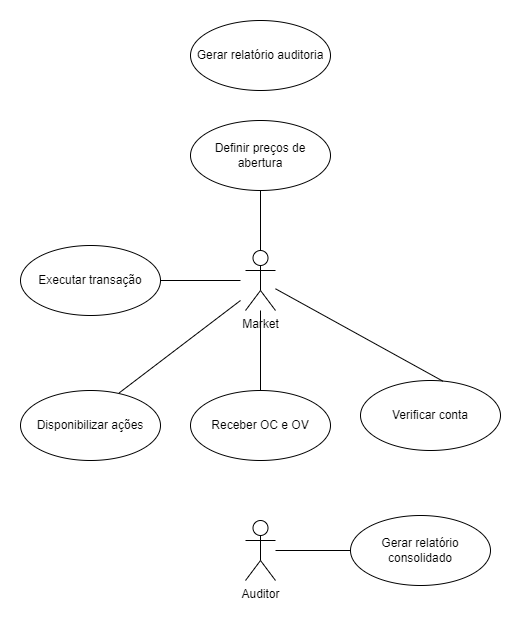 Gerar relatório auditoria
Definir preços de
abertura
Executar transação
Market
Disponibilizar ações
Receber OC e OV
Verificar conta
Gerar relatório
consolidado
Auditor